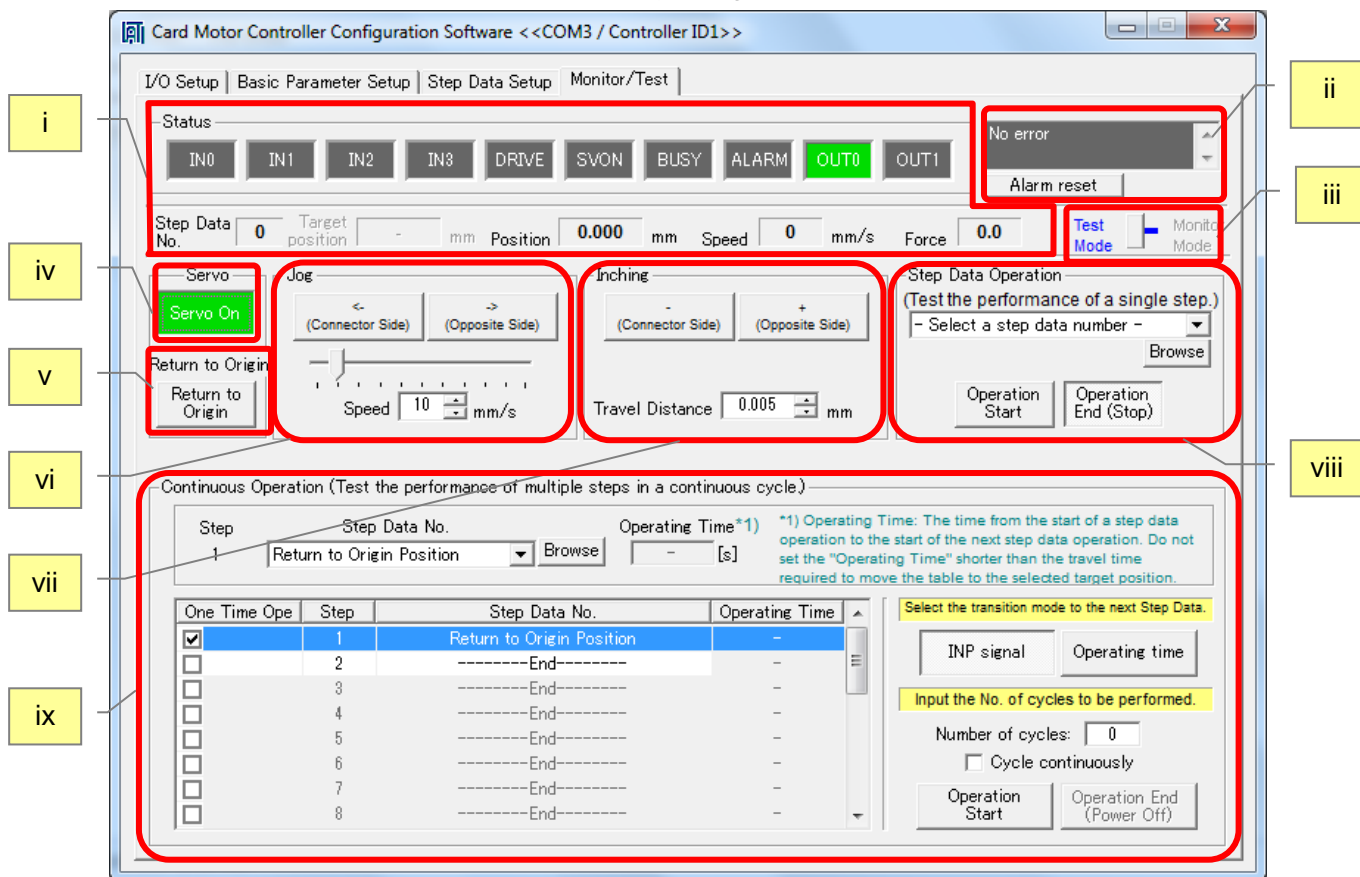 Card Motor Controller Configuration Software <<COM3 / Controller ID1>>
I/O Setup Basic Parameter Setup Step Data Setup Monitor/Test
i
ii
iii
iv
v
vi
vii
viii
ix
Status
IN0 IN1 IN2 IN3 DRIVE SVON BUSY ALARM OUT0 OUT1
No error
Alarm reset
Step Data No. 0 Target position - mm Position 0.000 mm Speed 0 mm/s Force 0.0
Test Mode
Monito Mode
Servo
Servo On
Return to Origin
Return to Origin
Jog
<-
(Connector Side)
->
(Opposite Side)
Speed 10 mm/s
Inching
-
(Connector Side)
+
(Opposite Side)
Travel Distance 0.005 mm
Step Data Operation
(Test the performance of a single step.)
- Select a step data number -
Browse
Operation Start
Operation End (Stop)
Continuous Operation (Test the performance of multiple steps in a continuous cycle.)
Step Step Data No. Operating Time*1)
1 Return to Origin Position Browse - [s]
*1) Operating Time: The time from the start of a step data
operation to the start of the next step data operation. Do not
set the "Operating Time" shorter than the travel time
required to move the table to the selected target position.
One Time Ope Step Step Data No. Operating Time
1 Return to Origin Position -
2 --------End-------- -
3 --------End-------- -
4 --------End-------- -
5 --------End-------- -
6 --------End-------- -
7 --------End-------- -
8 --------End-------- -
Select the transition mode to the next Step Data.
INP signal Operating time
Input the No. of cycles to be performed.
Number of cycles: 0
Cycle continuously
Operation Start
Operation End (Power Off)